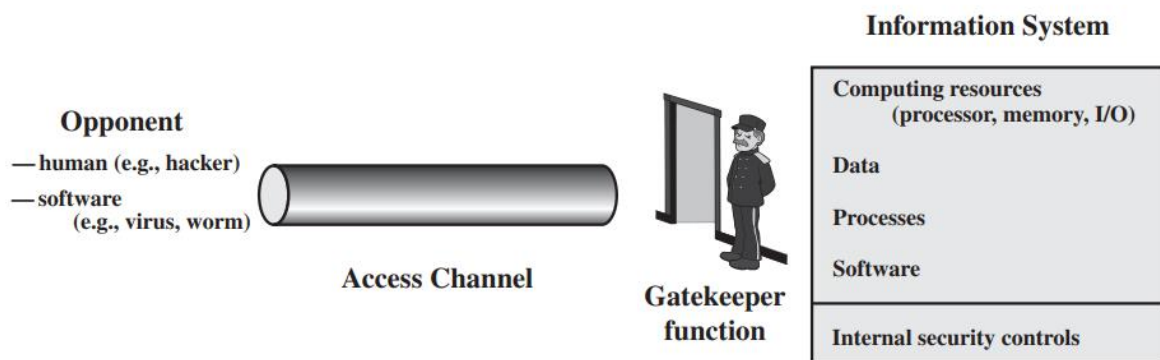 Information System
Opponent
— human (e.g., hacker)
— software
(e.g., virus, worm)
Access Channel
Gatekeeper
function
Computing resources
(processor, memory, I/O)
Data
Processes
Software
Internal security controls